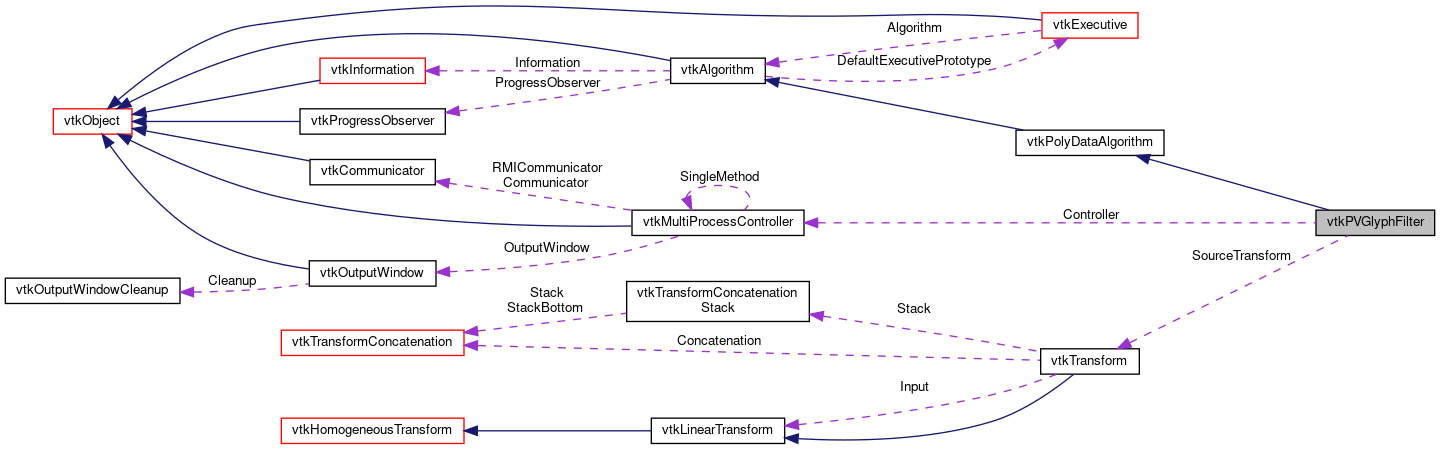 vtkExecutive
Algorithm
DefaultExecutivePrototype
Information
vtkInformation
vtkAlgorithm
ProgressObserver
vtkObject
vtkProgressObserver
vtkPolyDataAlgorithm
RMICommunicator
Communicator
vtkCommunicator
SingleMethod
vtkMultiProcessController
Controller
vtkPVGlyphFilter
OutputWindow
SourceTransform
vtkOutputWindow
Cleanup
vtkOutputWindowCleanup
Stack
StackBottom
vtkTransformConcatenation
Stack
Stack
vtkTransformConcatenation
Concatenation
vtkTransform
Input
vtkHomogeneousTransform
vtkLinearTransform